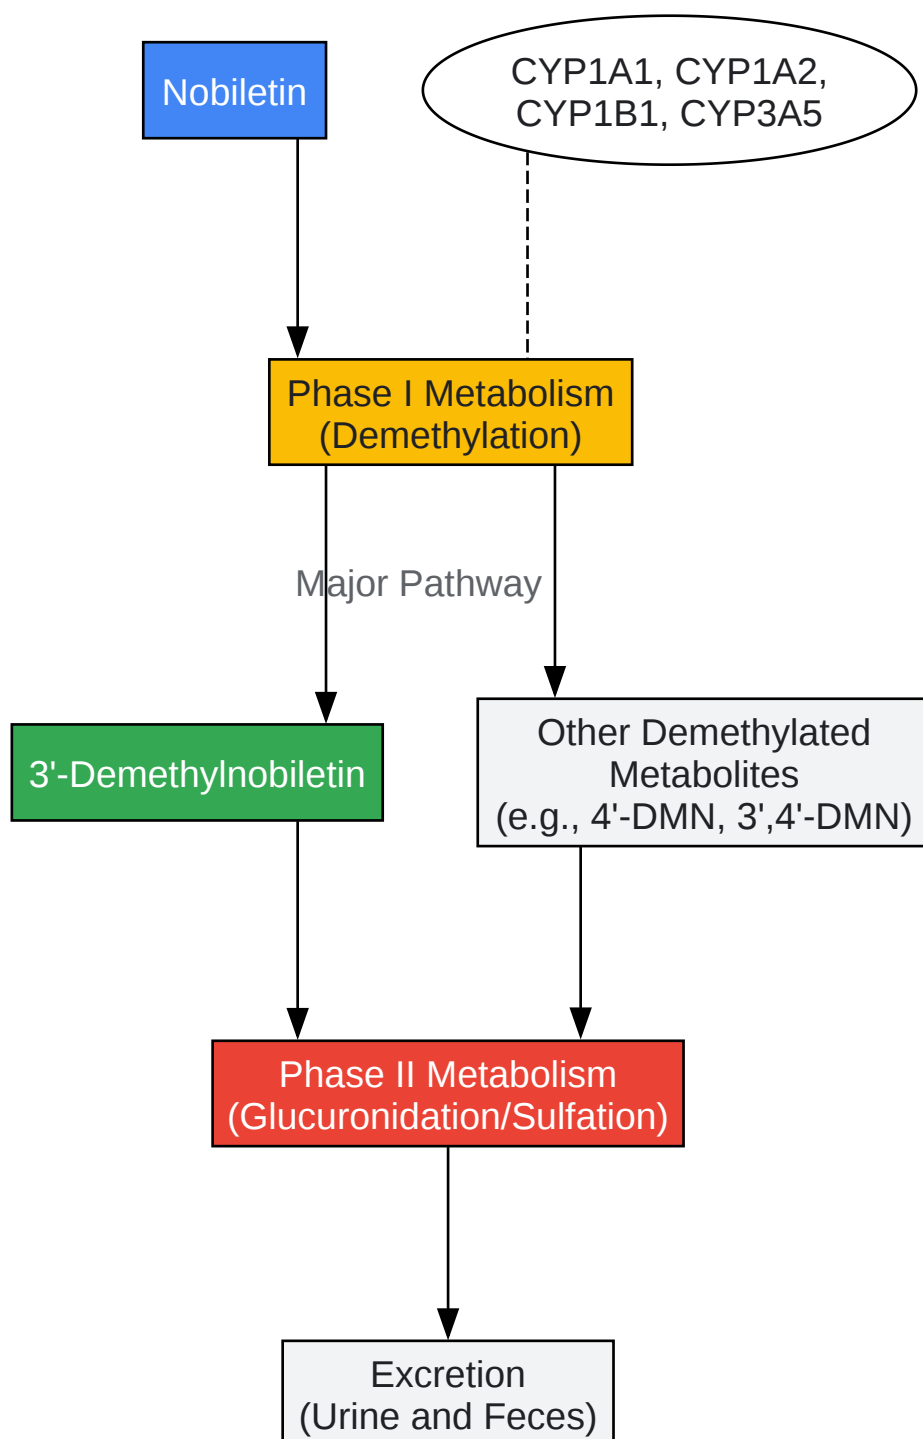 Nobiletin
CYP1A1, CYP1A2,
CYP1B1, CYP3A5
Phase I Metabolism
(Demethylation)
Major Pathway
3'-Demethylnobiletin
Other Demethylated
Metabolites
(e.g., 4'-DMN, 3',4'-DMN)
Phase II Metabolism
(Glucuronidation/Sulfation)
Excretion
(Urine and Feces)